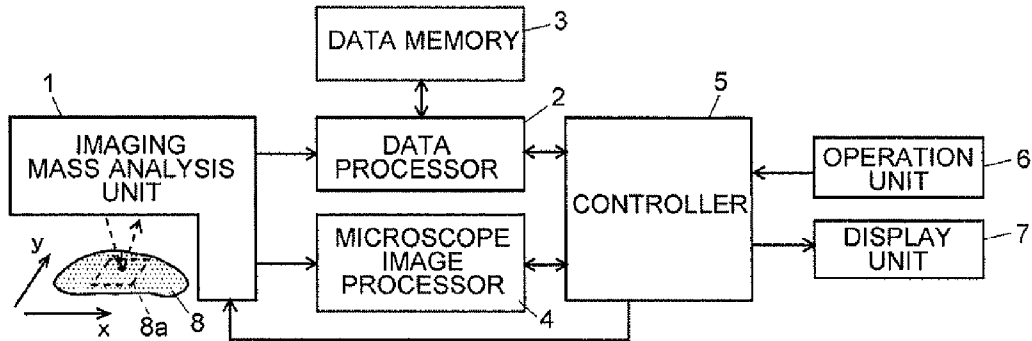 1
IMAGING
MASS ANALYSIS
UNIT
y
x
8a
8
DATA MEMORY
3
DATA
PROCESSOR
2
MICROSCOPE
IMAGE
PROCESSOR
4
CONTROLLER
5
OPERATION
UNIT
6
DISPLAY
UNIT
7